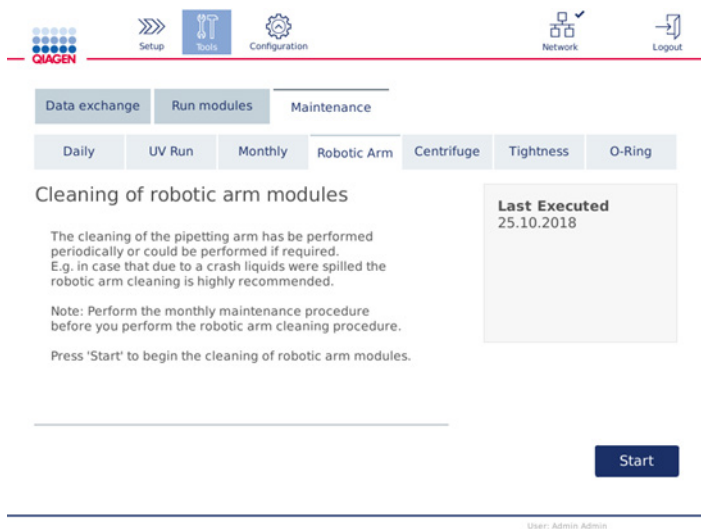 QIAGEN
Setup
Tools
Configuration
Network
Logout
Data exchange
Run modules
Maintenance
Daily
UV Run
Monthly
Robotic Arm
Centrifuge
Tightness
O-Ring
Cleaning of robotic arm modules
The cleaning of the pipetting arm has be performed
periodically or could be performed if required.
E.g. in case that due to a crash liquids were spilled the
robotic arm cleaning is highly recommended.
Note: Perform the monthly maintenance procedure
before you perform the robotic arm cleaning procedure.
Press 'Start' to begin the cleaning of robotic arm modules.
Last Executed
25.10.2018
Start
User: Admin Admin